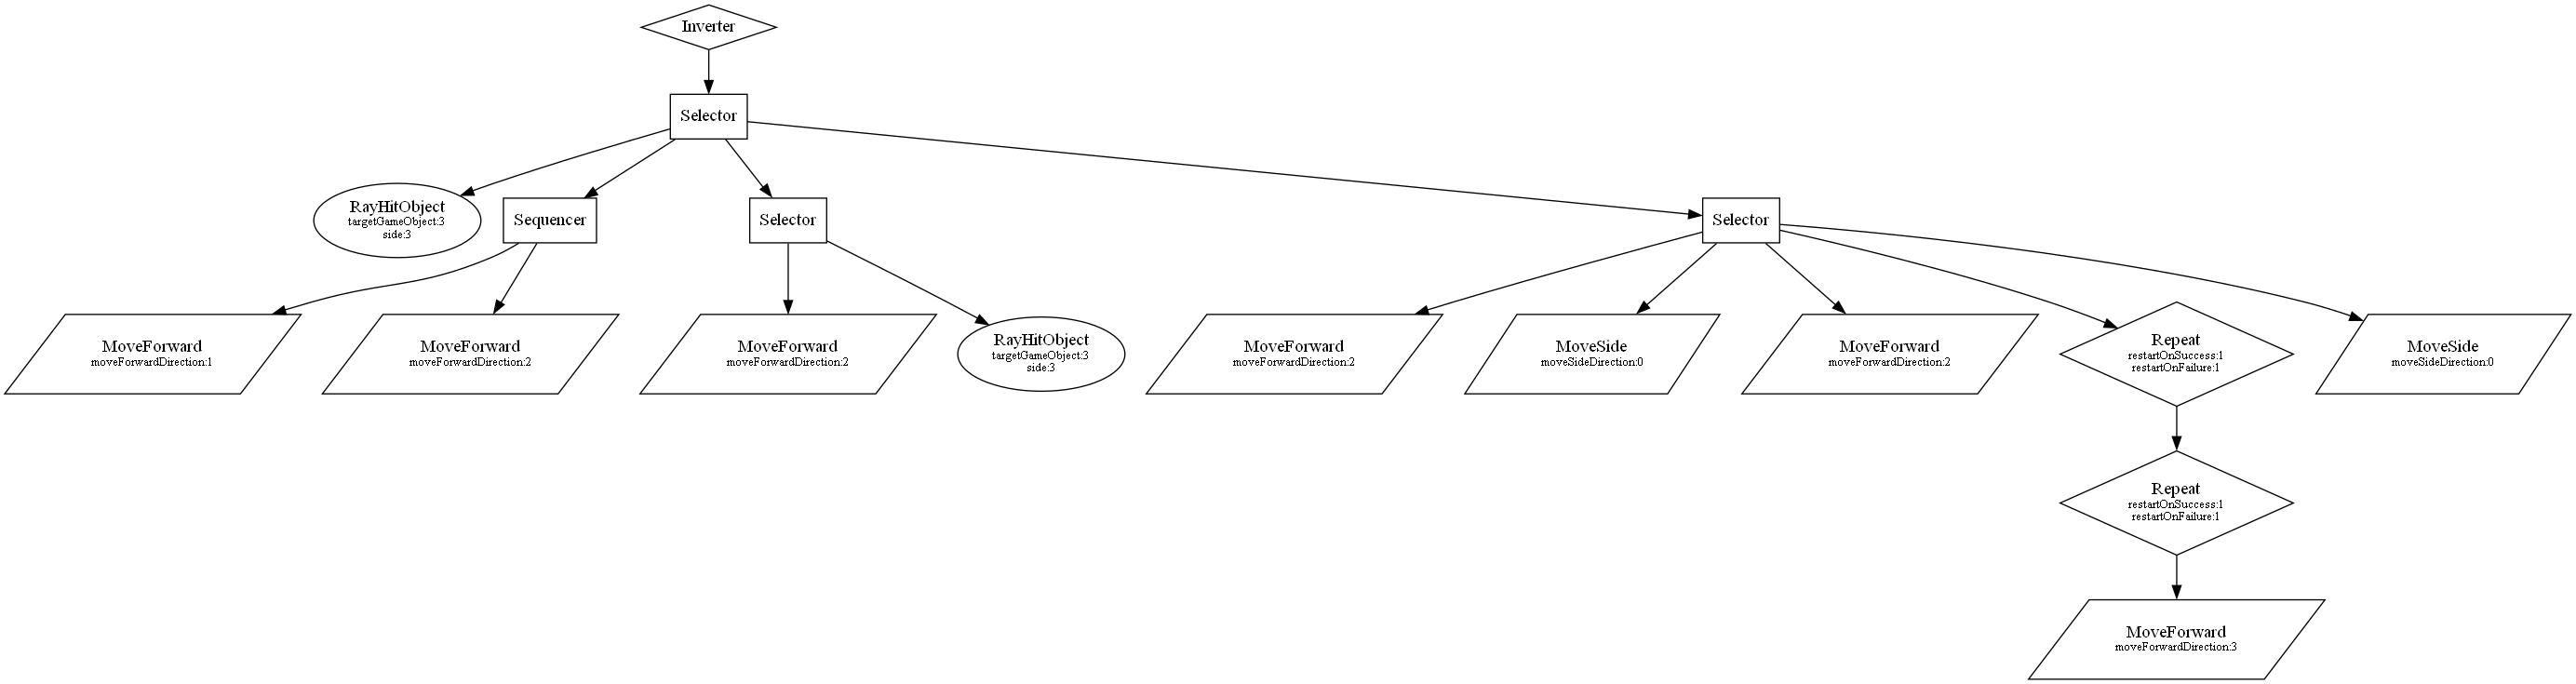 Inverter
Selector
RayHitObject
targetGameObject:3
side:3
Sequencer
Selector
Selector
MoveForward
moveForwardDirection:1
MoveForward
moveForwardDirection:2
MoveForward
moveForwardDirection:2
RayHitObject
targetGameObject:3
side:3
MoveForward
moveForwardDirection:2
MoveSide
moveSideDirection:0
MoveForward
moveForwardDirection:2
Repeat
restartOnSuccess:1
restartOnFailure:1
MoveSide
moveSideDirection:0
Repeat
restartOnSuccess:1
restartOnFailure:1
MoveForward
moveForwardDirection:3